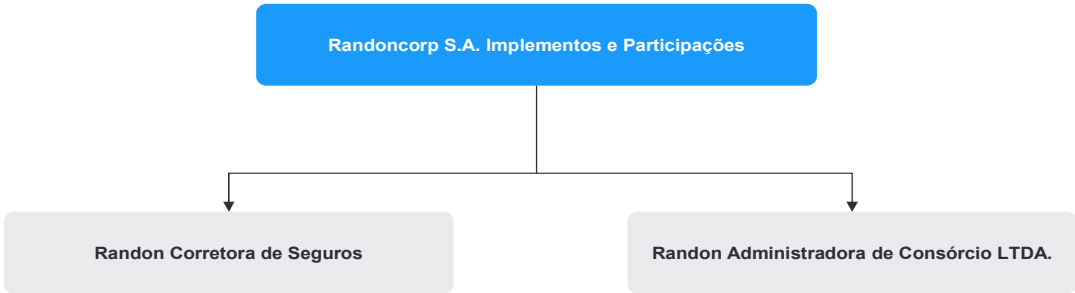 Randoncorp S.A. Implementos e Participações
Randon Corretora de Seguros
Randon Administradora de Consórcio LTDA.